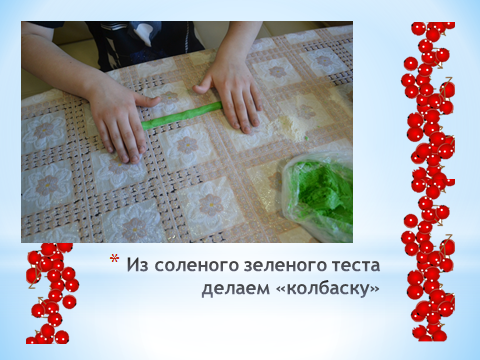 * Из соленого зеленого теста
делаем «колбаску»